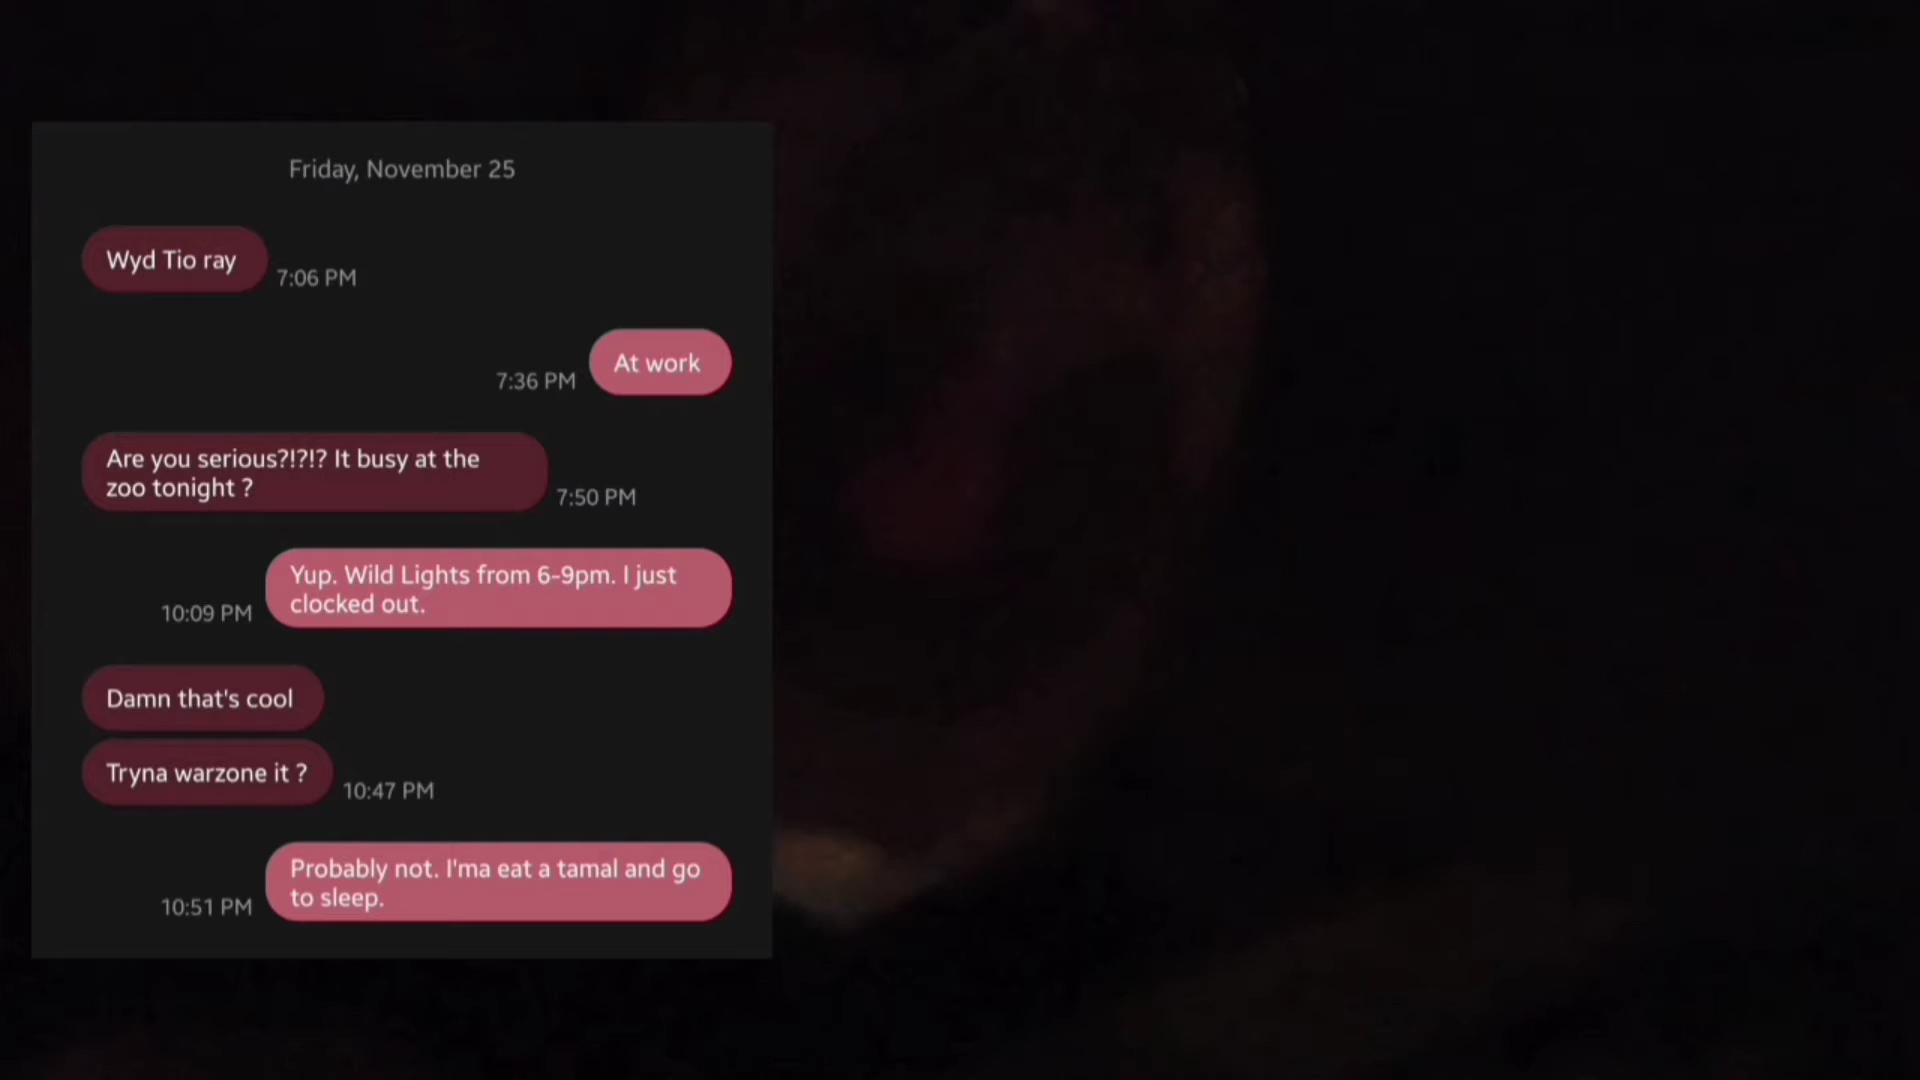 Friday, November 25
Wyd Tio ray
7:06 PM
At work
7:36 PM
Are you serious?!?!? It busy at the
zoo tonight ?
7:50 PM
Yup. Wild Lights from 6-9pm. I just
clocked out.
10:09 PM
Damn that's cool
Tryna warzone it ?
10:47 PM
Probably not. I'ma eat a tamal and go
to sleep.
10:51 PM